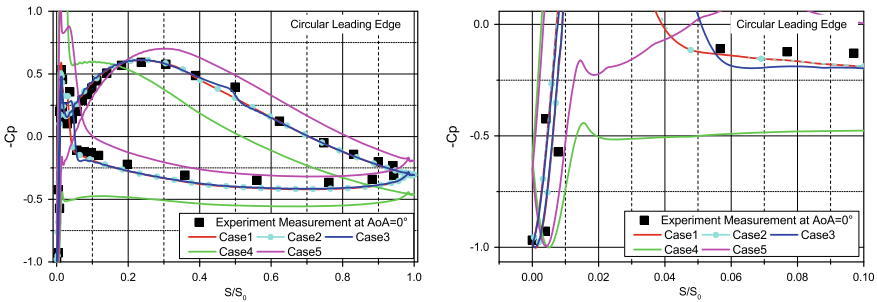 Circular Leading Edge
1.0
0.5
0.0
-0.5
-1.0
-Cp
Experiment Measurement at AoA=0°
Case1 Case2 Case3
Case4 Case5
0.0 0.2 0.4 0.6 0.8 1.0
S/S0
Circular Leading Edge
0.0
-0.5
-1.0
-Cp
Experiment Measurement at AoA=0°
Case1 Case2 Case3
Case4 Case5
0.00 0.02 0.04 0.06 0.08 0.10
S/S0